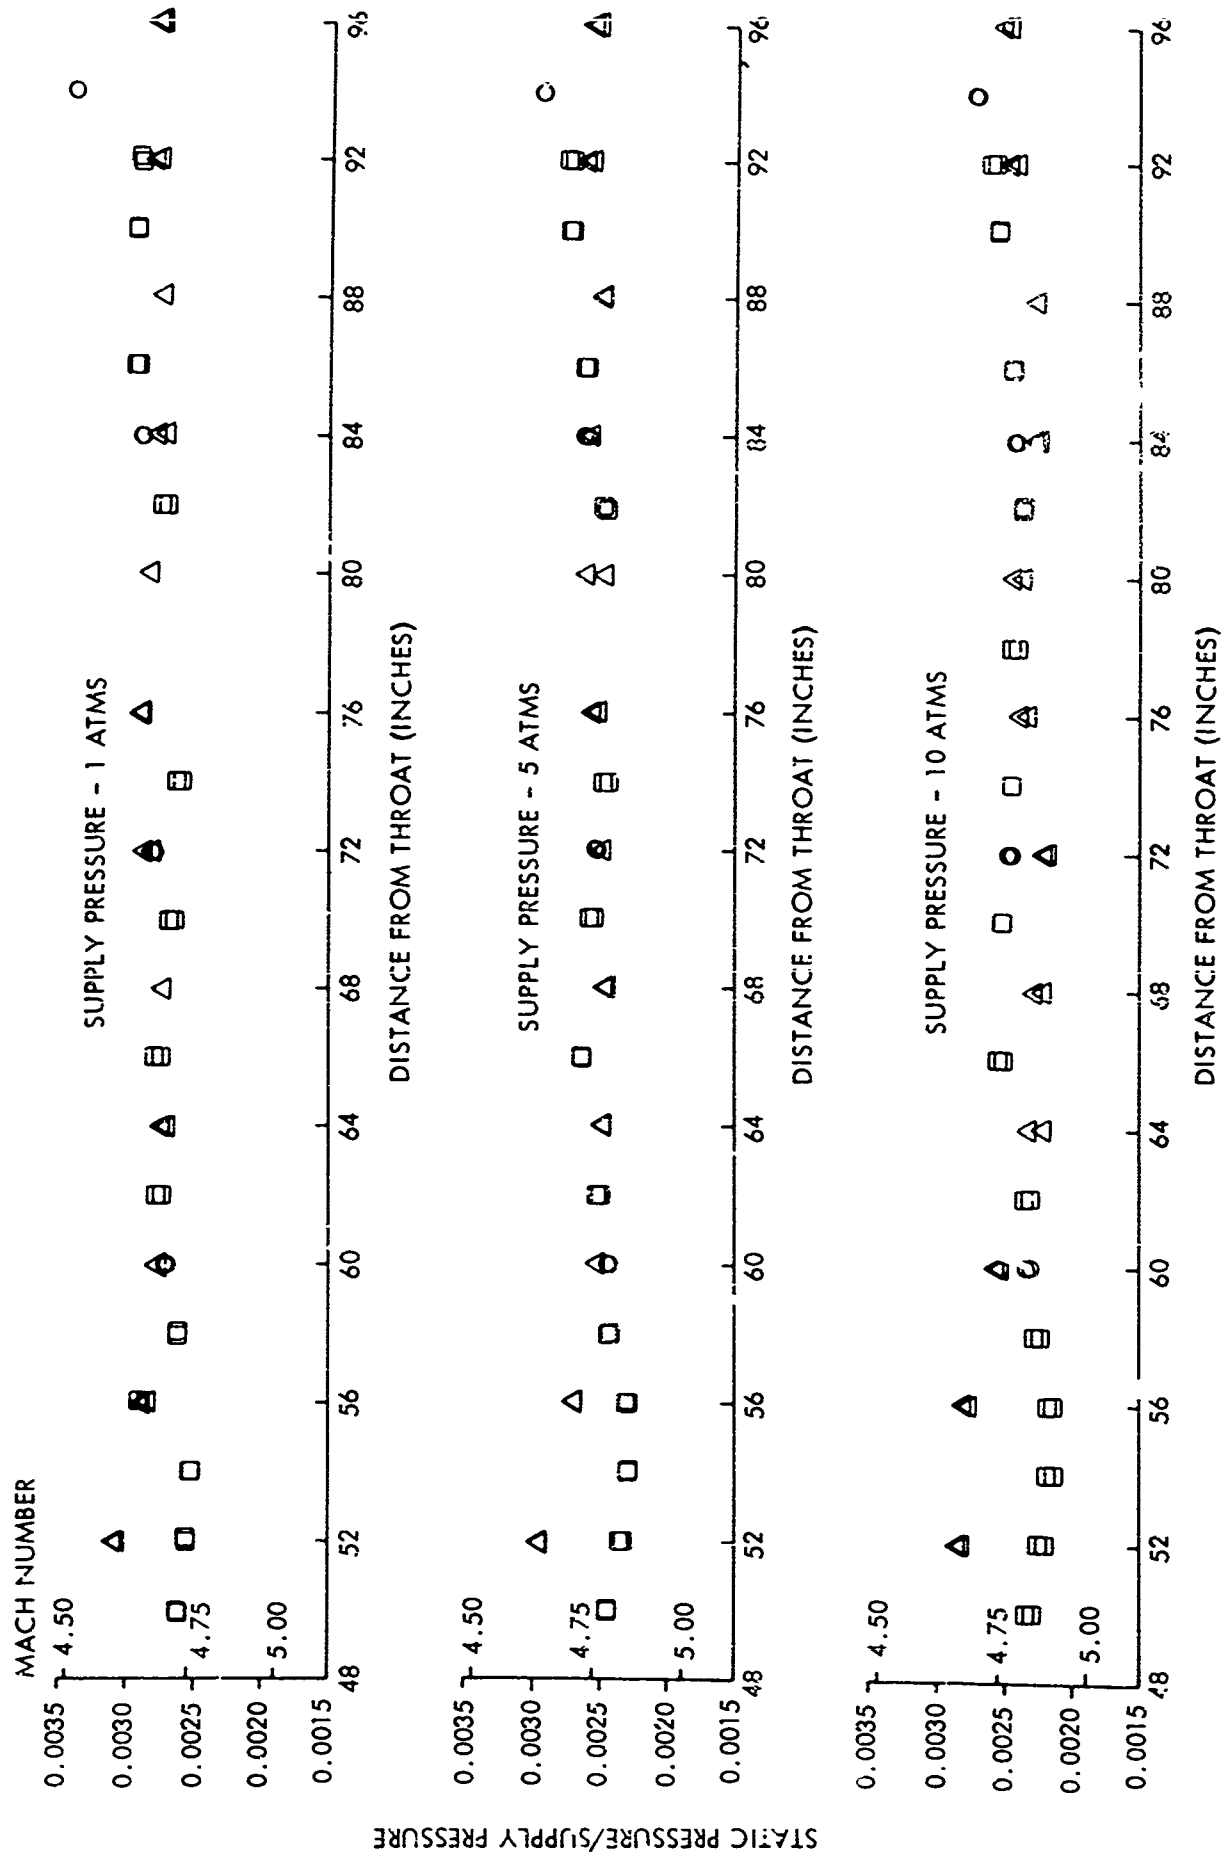 MACH NUMBER
4.50
4.75
5.00
0.0035
0.0030
0.0025
0.0020
0.0015
SUPPLY PRESSURE - 1 ATMS
48 52 56 60 64 68 72 76 80 84 88 92 96
DISTANCE FROM THROAT (INCHES)
STATIC PRESSURE/SUPPLY PRESSURE
4.50
4.75
5.00
0.0035
0.0030
0.0025
0.0020
0.0015
SUPPLY PRESSURE - 5 ATMS
48 52 56 60 64 68 72 76 80 84 88 92 96
DISTANCE FROM THROAT (INCHES)
4.50
4.75
5.00
0.0035
0.0030
0.0025
0.0020
0.0015
SUPPLY PRESSURE - 10 ATMS
48 52 56 60 64 68 72 76 80 84 88 92 96
DISTANCE FROM THROAT (INCHES)